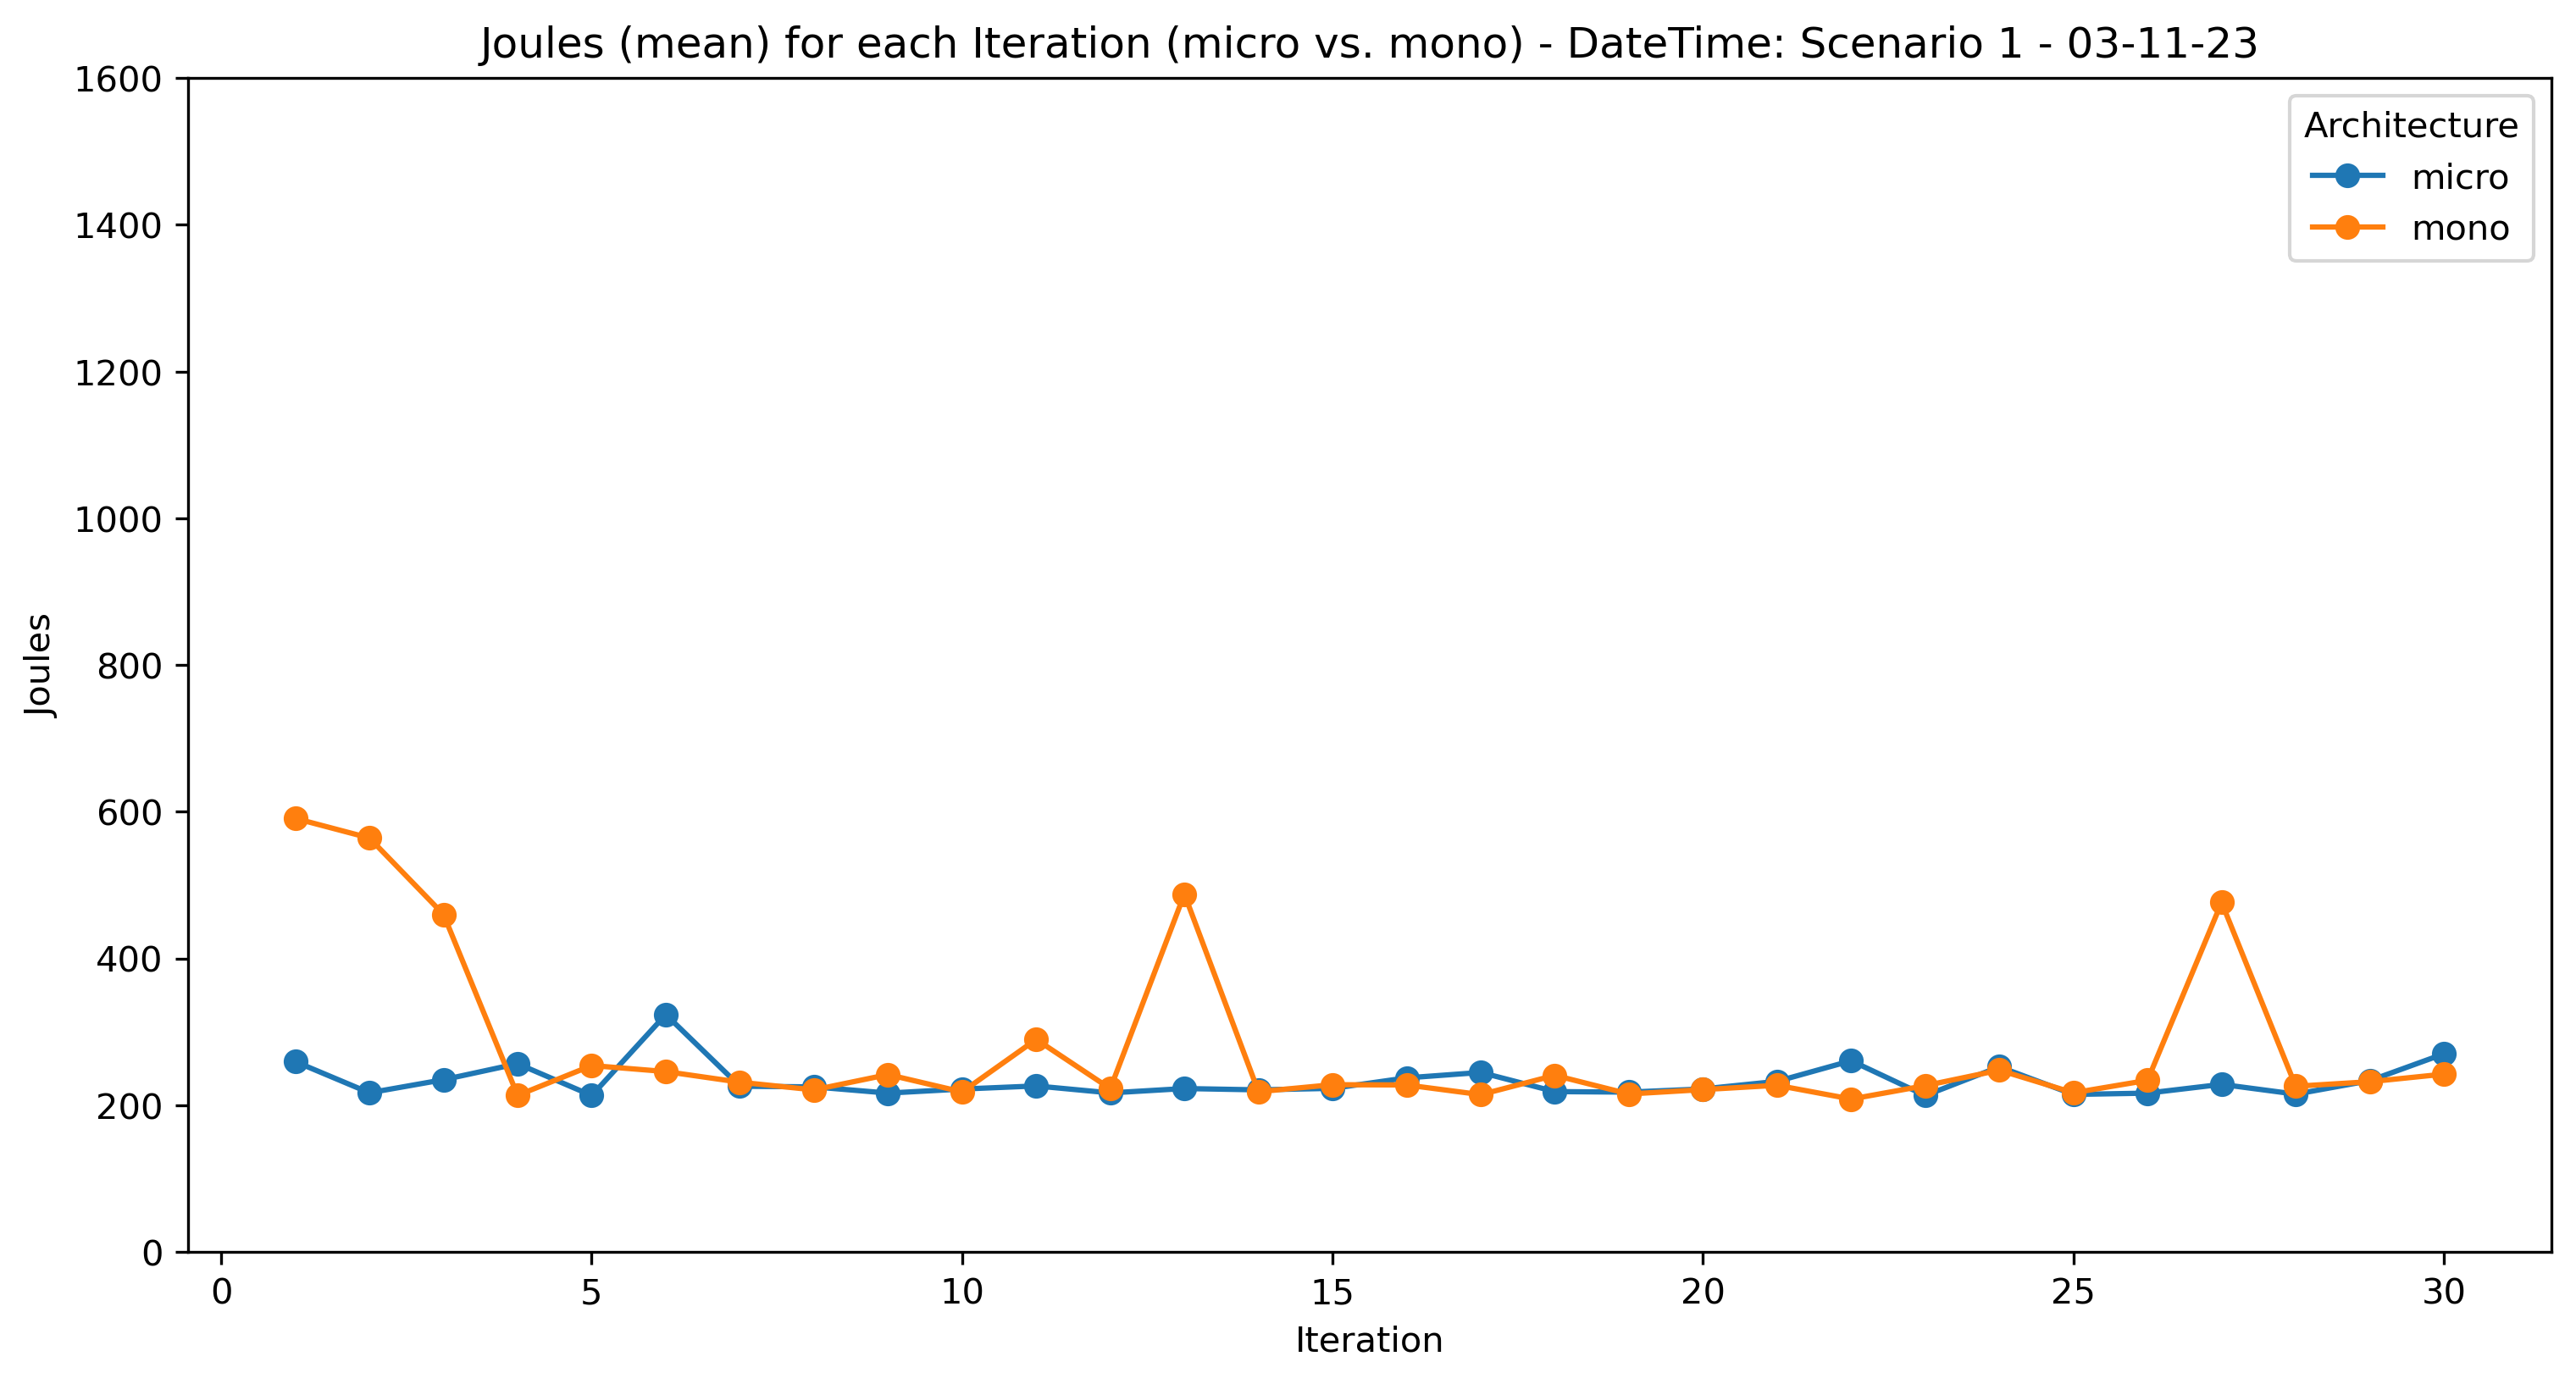 Joules (mean) for each Iteration (micro vs. mono) - DateTime: Scenario 1 - 03-11-23
1600
1400
1200
1000
800
600
400
200
0
Joules
Architecture
micro
mono
0 5 10 15 20 25 30
Iteration